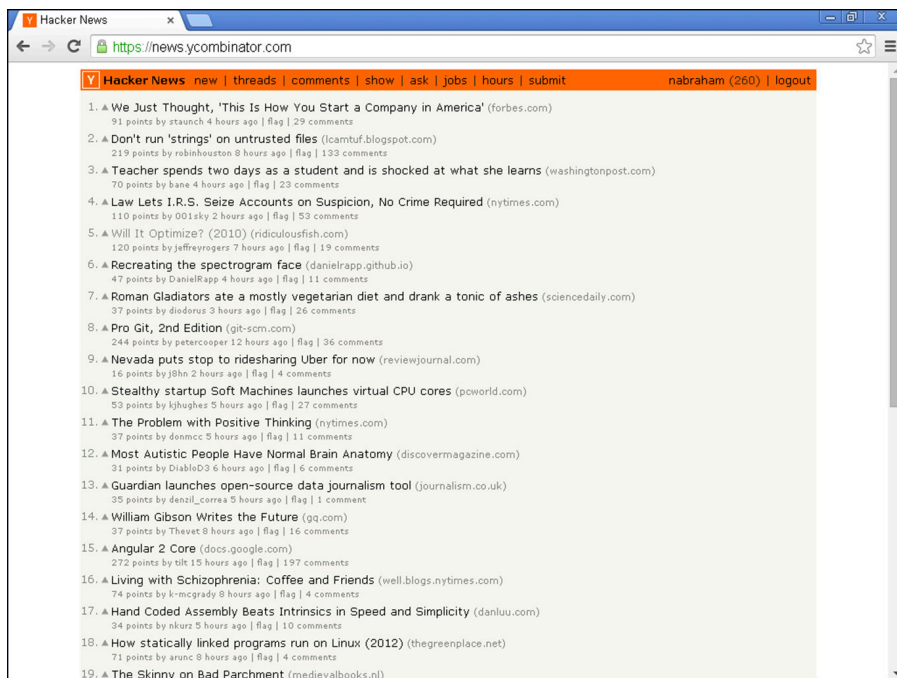 Y Hacker News ×
https://news.ycombinator.com
Y Hacker News new | threads | comments | show | ask | jobs | hours | submit nabraham (260) | logout
1. We Just Thought, 'This Is How You Start a Company in America' (forbes.com)
91 points by staunch 4 hours ago | flag | 29 comments
2. Don't run 'strings' on untrusted files (lcamtuf.blogspot.com)
219 points by robinhouston 8 hours ago | flag | 133 comments
3. Teacher spends two days as a student and is shocked at what she learns (washingtonpost.com)
70 points by bane 4 hours ago | flag | 23 comments
4. Law Lets I.R.S. Seize Accounts on Suspicion, No Crime Required (nytimes.com)
110 points by 001sky 2 hours ago | flag | 53 comments
5. Will It Optimize? (2010) (ridiculousfish.com)
120 points by jeffreyrogers 7 hours ago | flag | 19 comments
6. Recreating the spectrogram face (danielrapp.github.io)
47 points by DanielRapp 4 hours ago | flag | 11 comments
7. Roman Gladiators ate a mostly vegetarian diet and drank a tonic of ashes (sciencedaily.com)
37 points by diodorus 3 hours ago | flag | 26 comments
8. Pro Git, 2nd Edition (git-scm.com)
244 points by petercooper 12 hours ago | flag | 36 comments
9. Nevada puts stop to ridesharing Uber for now (reviewjournal.com)
16 points by j8hn 2 hours ago | flag | 4 comments
10. Stealthy startup Soft Machines launches virtual CPU cores (pcworld.com)
53 points by kjhughes 5 hours ago | flag | 27 comments
11. The Problem with Positive Thinking (nytimes.com)
37 points by donmcc 5 hours ago | flag | 11 comments
12. Most Autistic People Have Normal Brain Anatomy (discovermagazine.com)
31 points by DiabloD3 6 hours ago | flag | 6 comments
13. Guardian launches open-source data journalism tool (journalism.co.uk)
35 points by denzil_correa 5 hours ago | flag | 1 comment
14. William Gibson Writes the Future (gq.com)
37 points by Thevet 8 hours ago | flag | 16 comments
15. Angular 2 Core (docs.google.com)
272 points by tilt 15 hours ago | flag | 197 comments
16. Living with Schizophrenia: Coffee and Friends (well.blogs.nytimes.com)
74 points by k-mcgrady 8 hours ago | flag | 4 comments
17. Hand Coded Assembly Beats Intrinsics in Speed and Simplicity (danluu.com)
34 points by nkurz 5 hours ago | flag | 10 comments
18. How statically linked programs run on Linux (2012) (thegreenplace.net)
71 points by arunc 8 hours ago | flag | 4 comments
19. The Skinny on Bad Parchment (medievalbooks.nl)